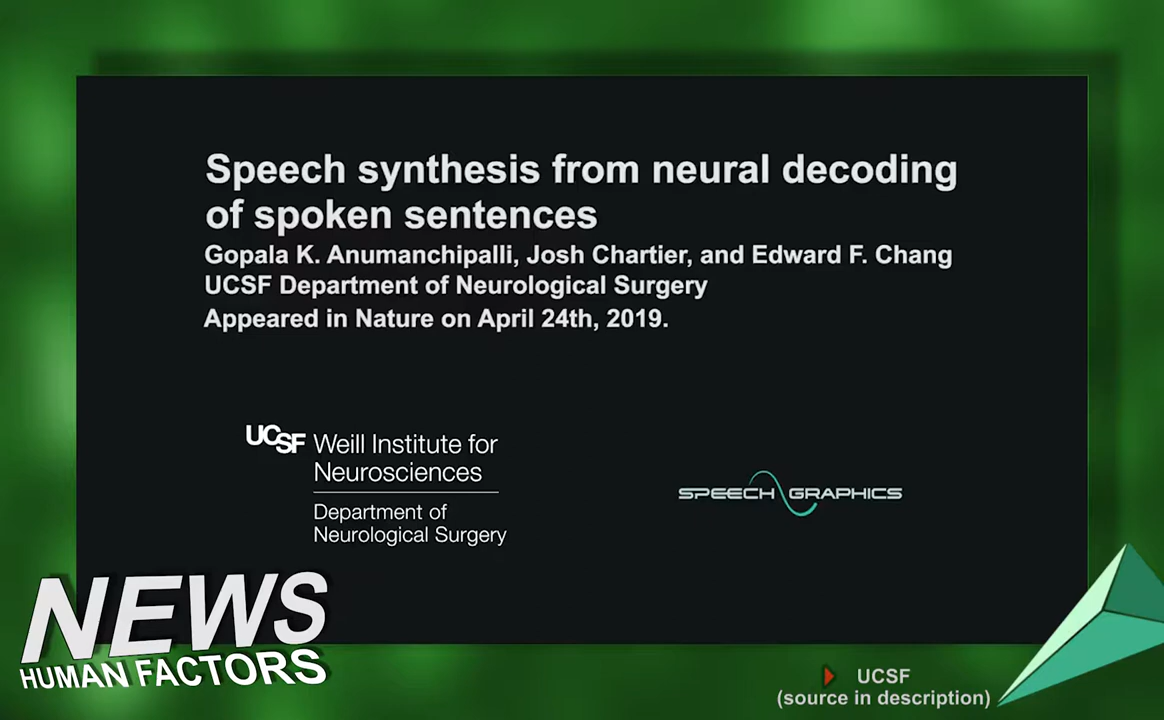 Speech synthesis from neural decoding
of spoken sentences
Gopala K. Anumanchipalli, Josh Chartier, and Edward F. Chang
UCSF Department of Neurological Surgery
Appeared in Nature on April 24th, 2019.
UCSF Weill Institute for
Neurosciences
Department of
Neurological Surgery
SPEECH GRAPHICS
NEWS
HUMAN FACTORS
UCSF
(source in description)